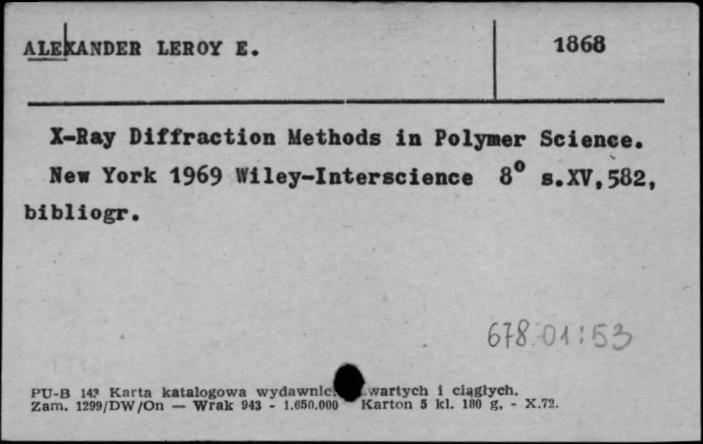 ALEXANDER LEROY E.
1868
X-Ray Diffraction Methods in Polymer Science.
New York 1969 Wiley-Interscience 8º s.XV,582,
bibliogr.
678.01:53
PU-B 143 Karta katalogowa wydawnic wartych i ciągłych.
Zam. 1299/DW/On — Wrak 943 - 1.650.000 Karton 5 kl. 180 g. - X.72.